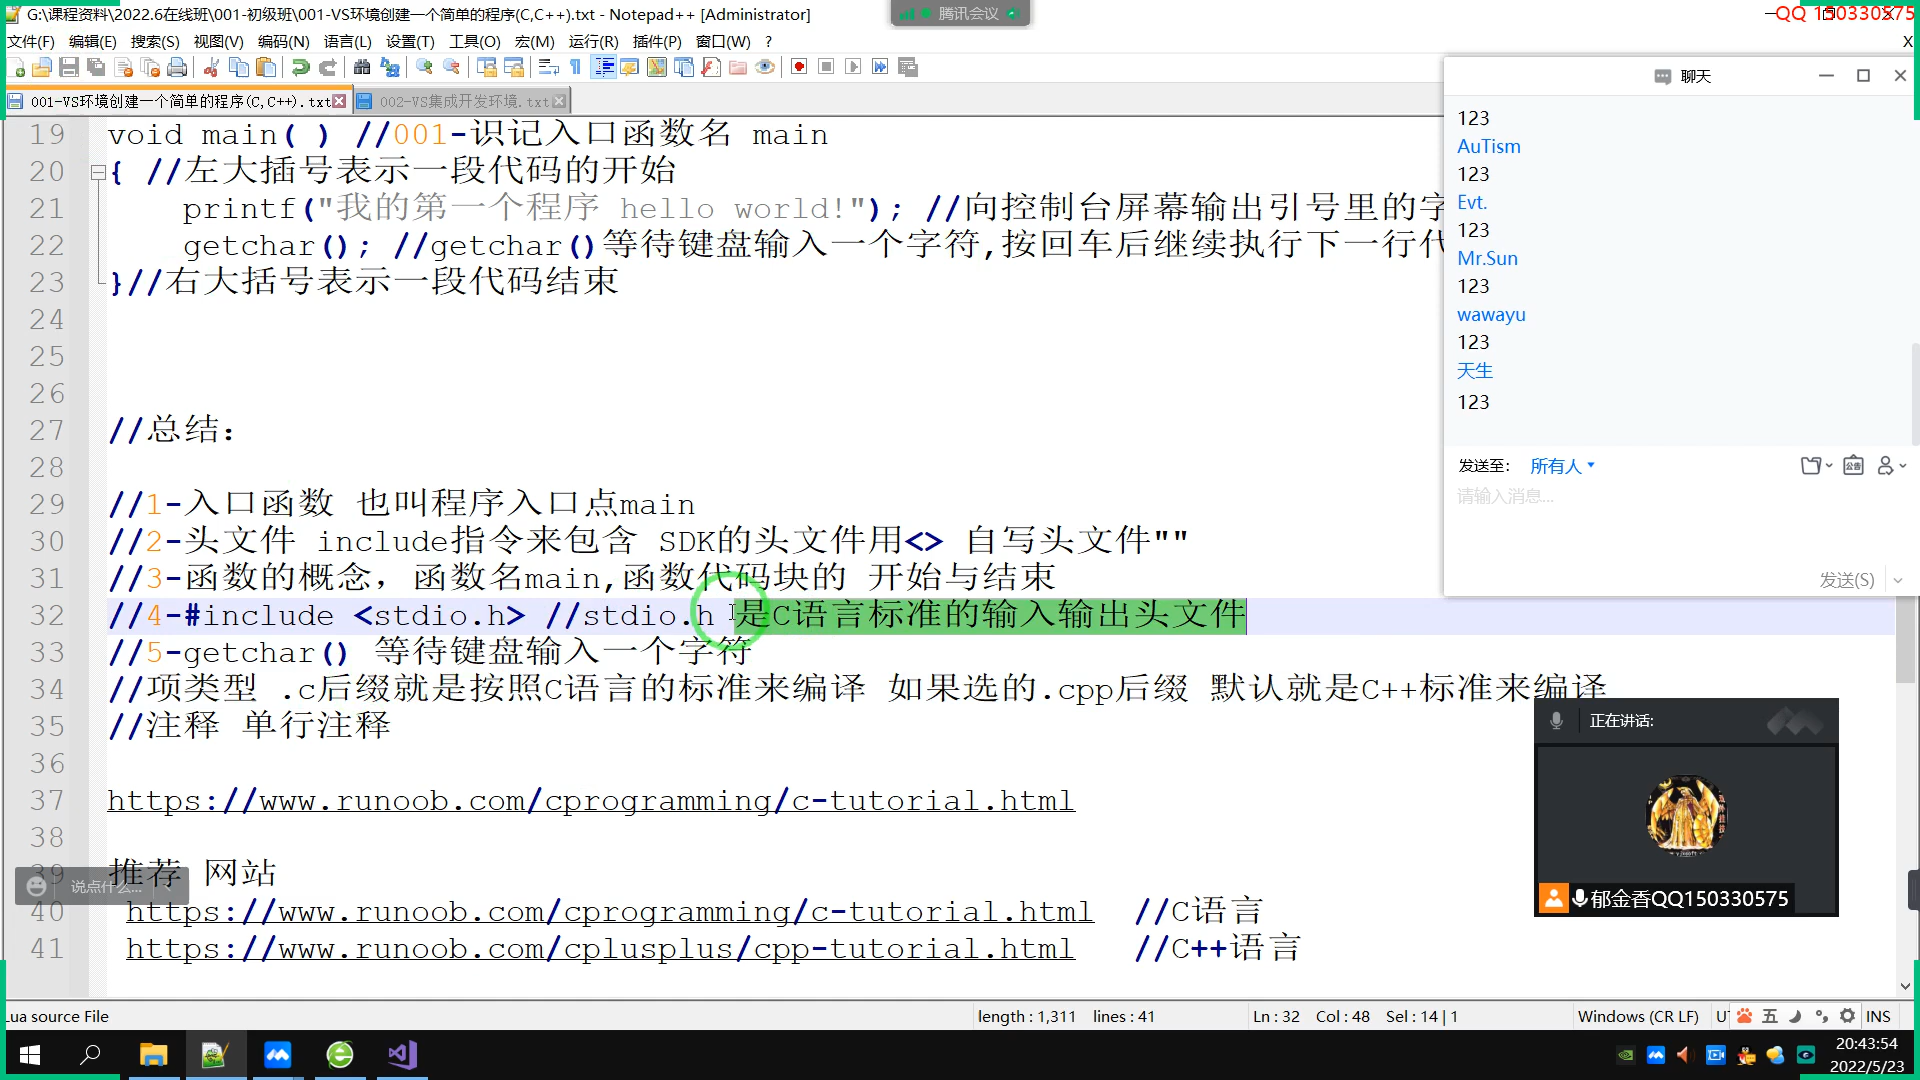 G:\课程资料\2022.6在线班\001-初级班\001-VS环境创建一个简单的程序(C,C++).txt - Notepad++ [Administrator]
腾讯会议
QQ 150330575
文件(F) 编辑(E) 搜索(S) 视图(V) 编码(N) 语言(L) 设置(T) 工具(O) 宏(M) 运行(R) 插件(P) 窗口(W) ?
X
001-VS环境创建一个简单的程序(C,C++).txt
002-VS集成开发环境.txt
19 void main( ) //001-识记入口函数名 main
20 { //左大插号表示一段代码的开始
21 printf("我的第一个程序 hello world!"); //向控制台屏幕输出引号里的字
22 getchar(); //getchar()等待键盘输入一个字符,按回车后继续执行下一行代
23 }//右大括号表示一段代码结束
24
25
26
27 //总结:
28
29 //1-入口函数 也叫程序入口点main
30 //2-头文件 include指令来包含 SDK的头文件用<> 自写头文件""
31 //3-函数的概念, 函数名main,函数代码块的 开始与结束
32 //4-#include <stdio.h> //stdio.h 是C语言标准的输入输出头文件
33 //5-getchar() 等待键盘输入一个字符
34 //项类型 .c后缀就是按照C语言的标准来编译 如果选的.cpp后缀 默认就是C++标准来编译
35 //注释 单行注释
36
37 https://www.runoob.com/cprogramming/c-tutorial.html
38
39 推荐 网站
40 https://www.runoob.com/cprogramming/c-tutorial.html //C语言
41 https://www.runoob.com/cplusplus/cpp-tutorial.html //C++语言
说点什么...
聊天
123
AuTism
123
Evt.
123
Mr.Sun
123
wawayu
123
天生
123
发送至: 所有人
请输入消息...
发送(S)
正在讲话:
郁金香QQ150330575
Lua source File
length : 1,311 lines : 41
Ln : 32 Col : 48 Sel : 14 | 1
Windows (CR LF)
五
INS
20:43:54
2022/5/23